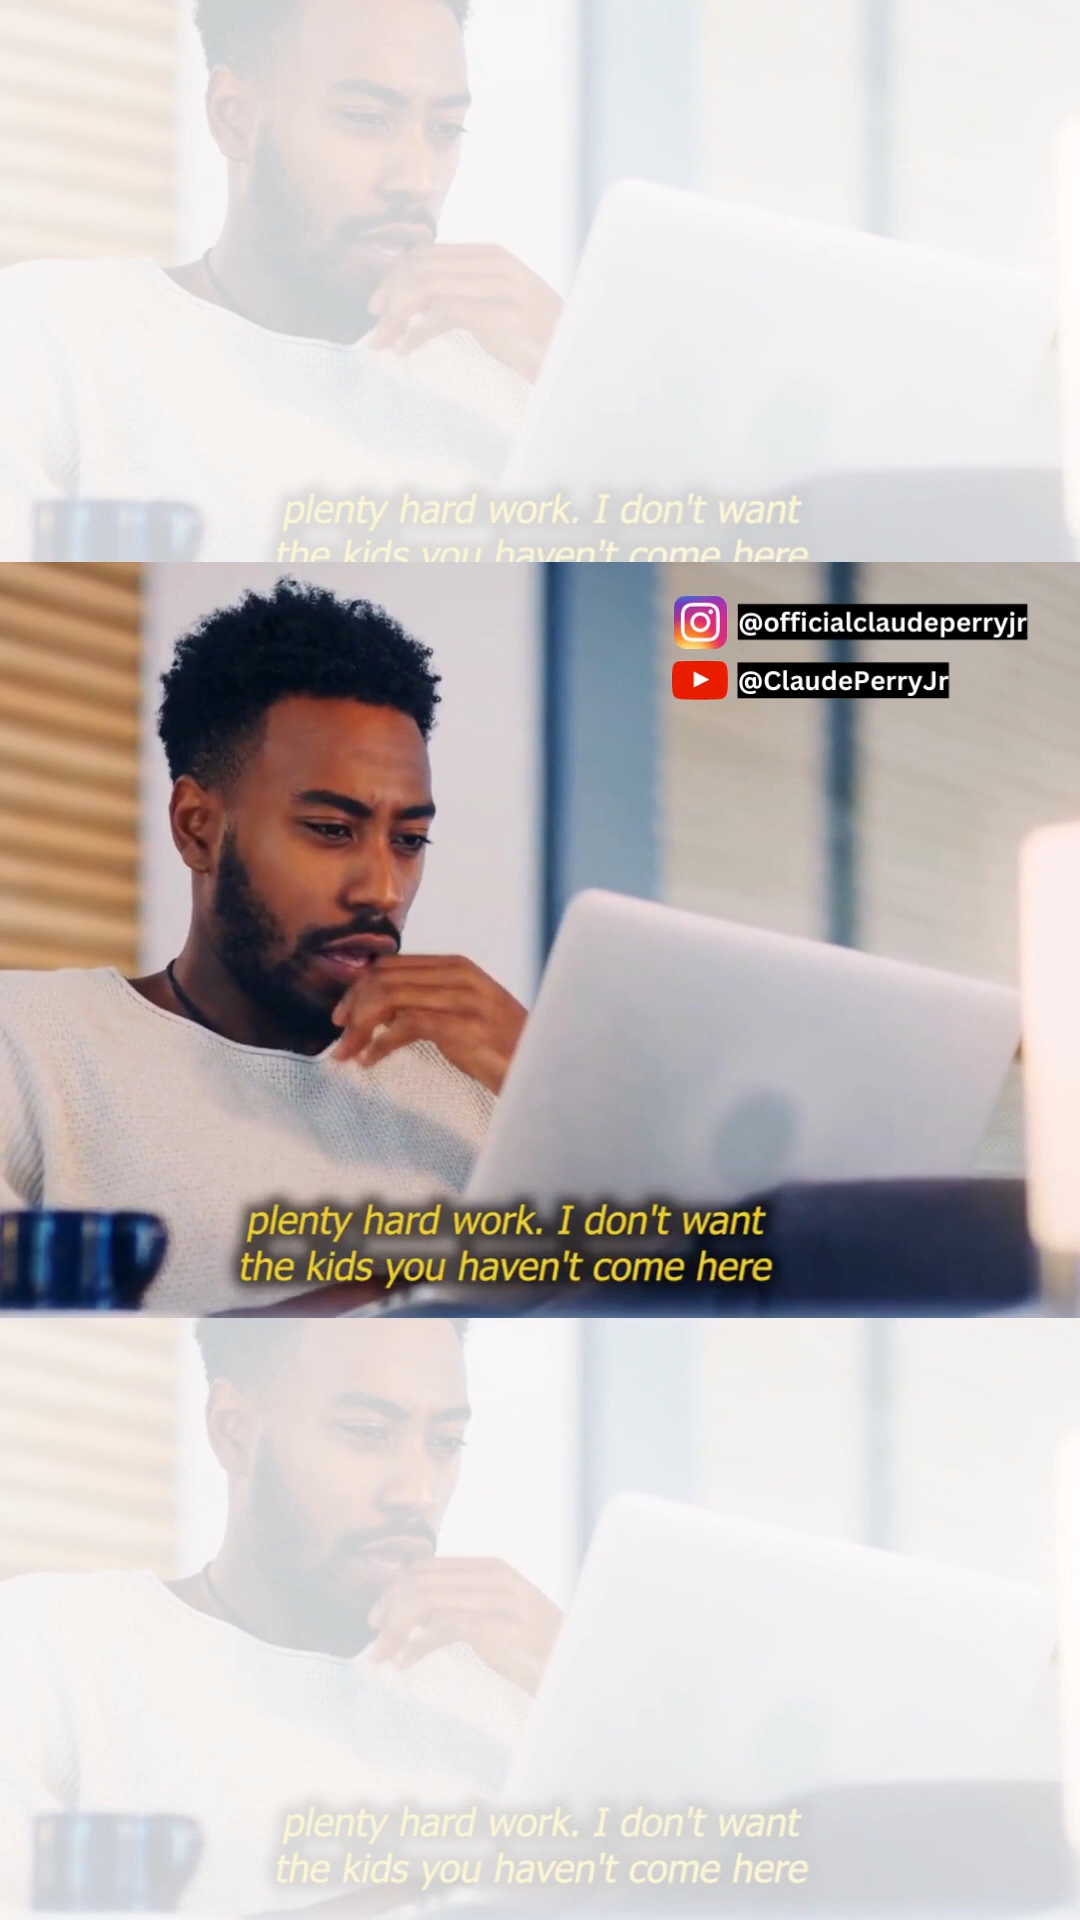 plenty hard work. I don't want
the kids you haven't come here
@officialclaudeperryjr
@ClaudePerryJr
plenty hard work. I don't want
the kids you haven't come here
plenty hard work. I don't want
the kids you haven't come here